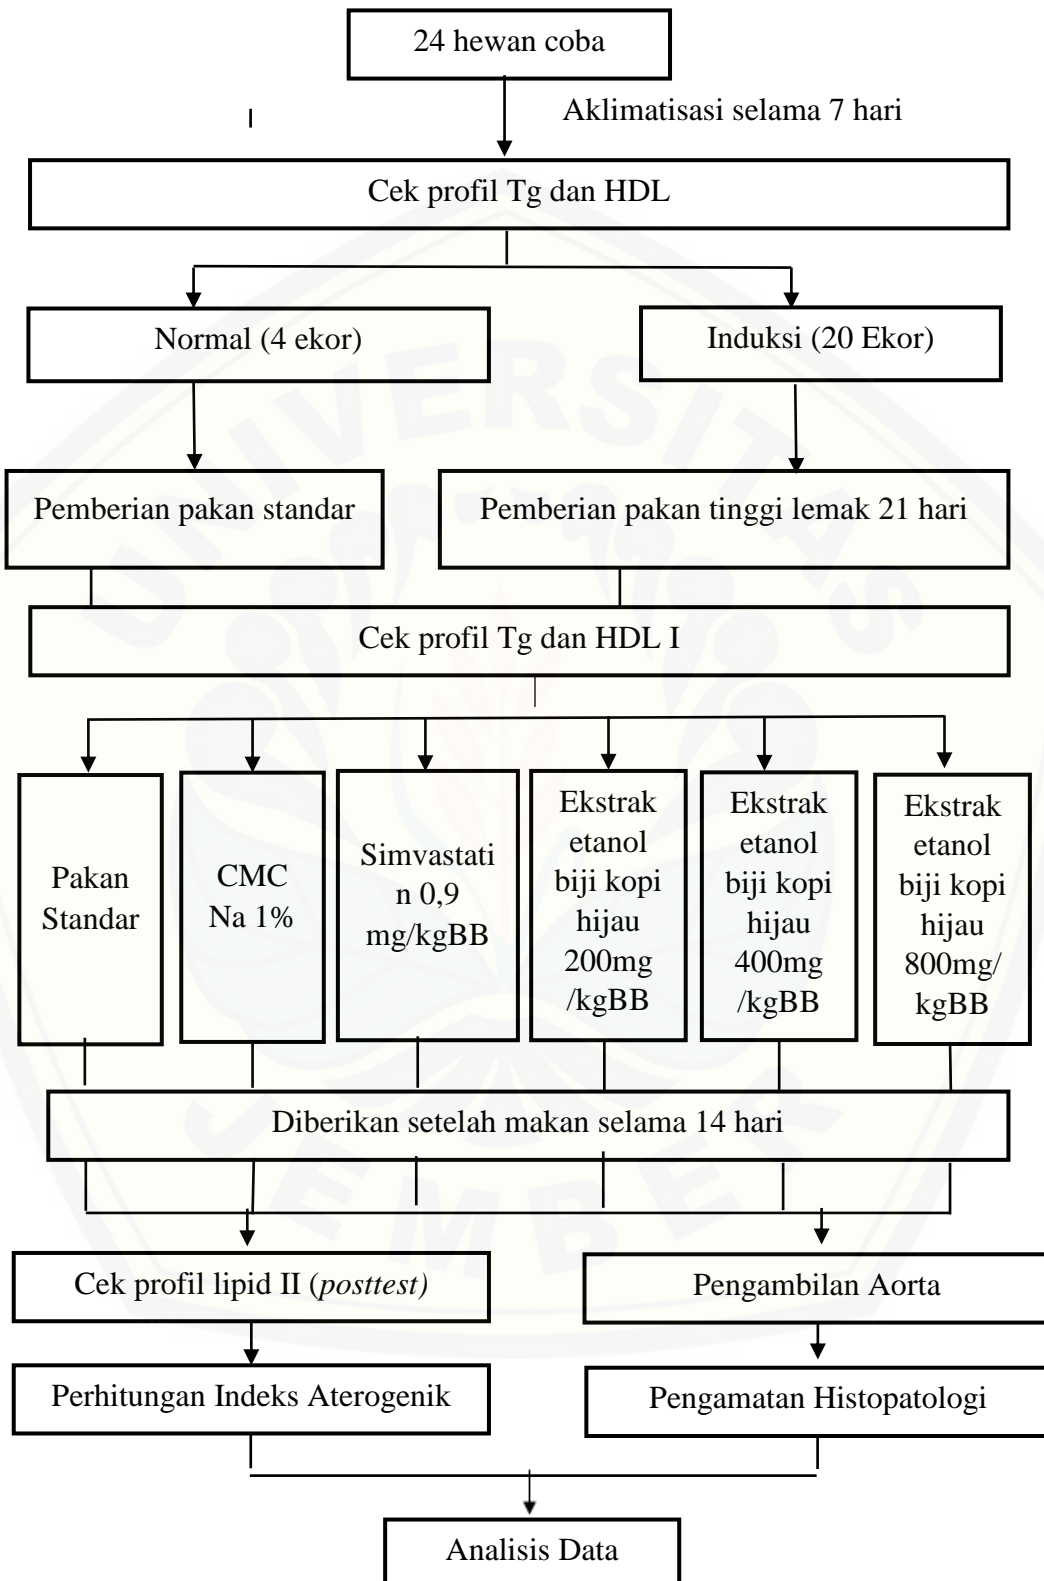 24 hewan coba
Aklimatisasi selama 7 hari
Cek profil Tg dan HDL
Normal (4 ekor)
Induksi (20 Ekor)
Pemberian pakan standar
Pemberian pakan tinggi lemak 21 hari
Cek profil Tg dan HDL I
Pakan
Standar
CMC
Na 1%
Simvastati
n 0,9
mg/kgBB
Ekstrak
etanol
biji kopi
hijau
200mg
/kgBB
Ekstrak
etanol
biji kopi
hijau
400mg
/kgBB
Ekstrak
etanol
biji kopi
hijau
800mg/
kgBB
Diberikan setelah makan selama 14 hari
Cek profil lipid II (posttest)
Pengambilan Aorta
Perhitungan Indeks Aterogenik
Pengamatan Histopatologi
Analisis Data
UNIVERSITAS
JEMBER